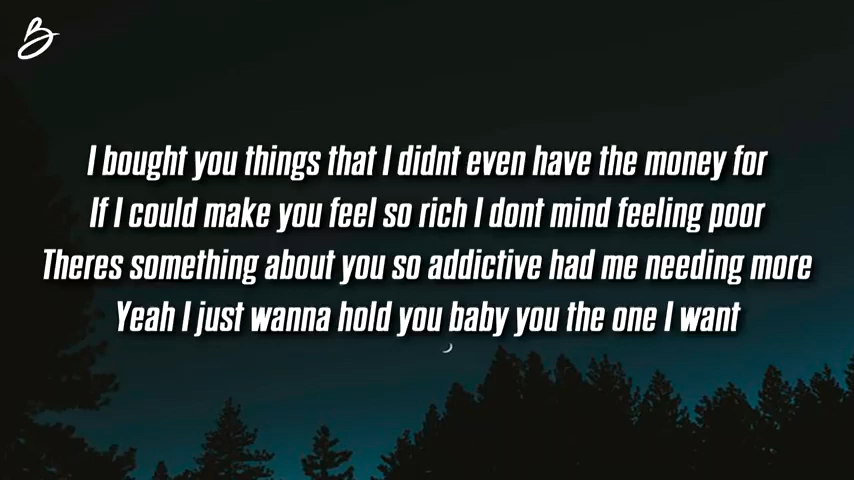 B
I bought you things that I didnt even have the money for
If I could make you feel so rich I dont mind feeling poor
Theres something about you so addictive had me needing more
Yeah I just wanna hold you baby you the one I want